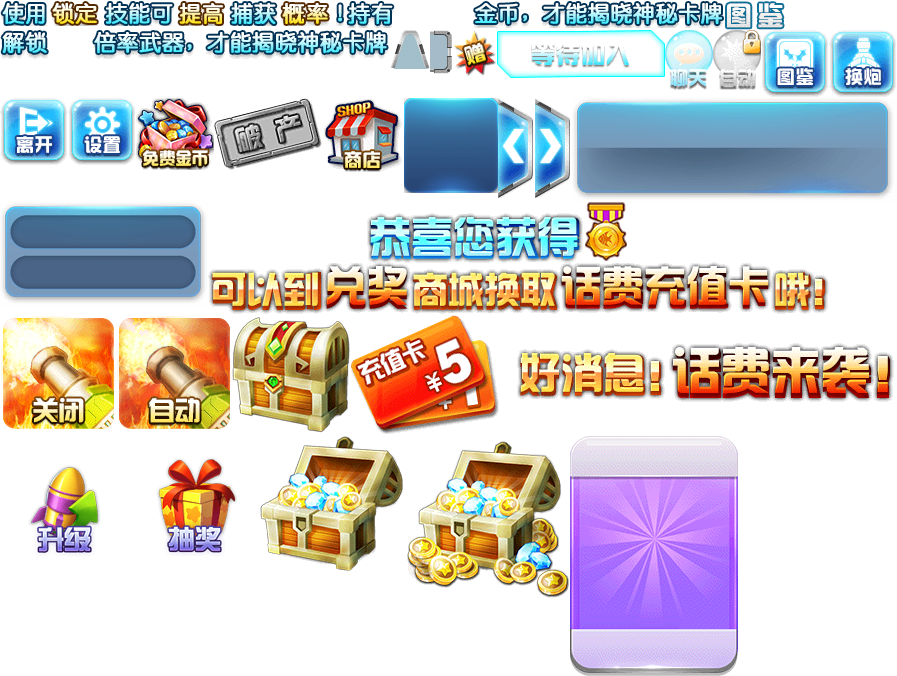 使用 锁定 技能可 提高 捕获 概率！持有
金币，才能揭晓神秘卡牌 图鉴
解锁
倍率武器，才能揭晓神秘卡牌
赠
等待加入
聊天
自动
图鉴
换炮
离开
设置
免费金币
破产
SHOP
商店
恭喜您获得
可以到兑奖商城换取话费充值卡哦！
关闭
自动
充值卡
¥5
好消息！话费来袭！
升级
抽奖